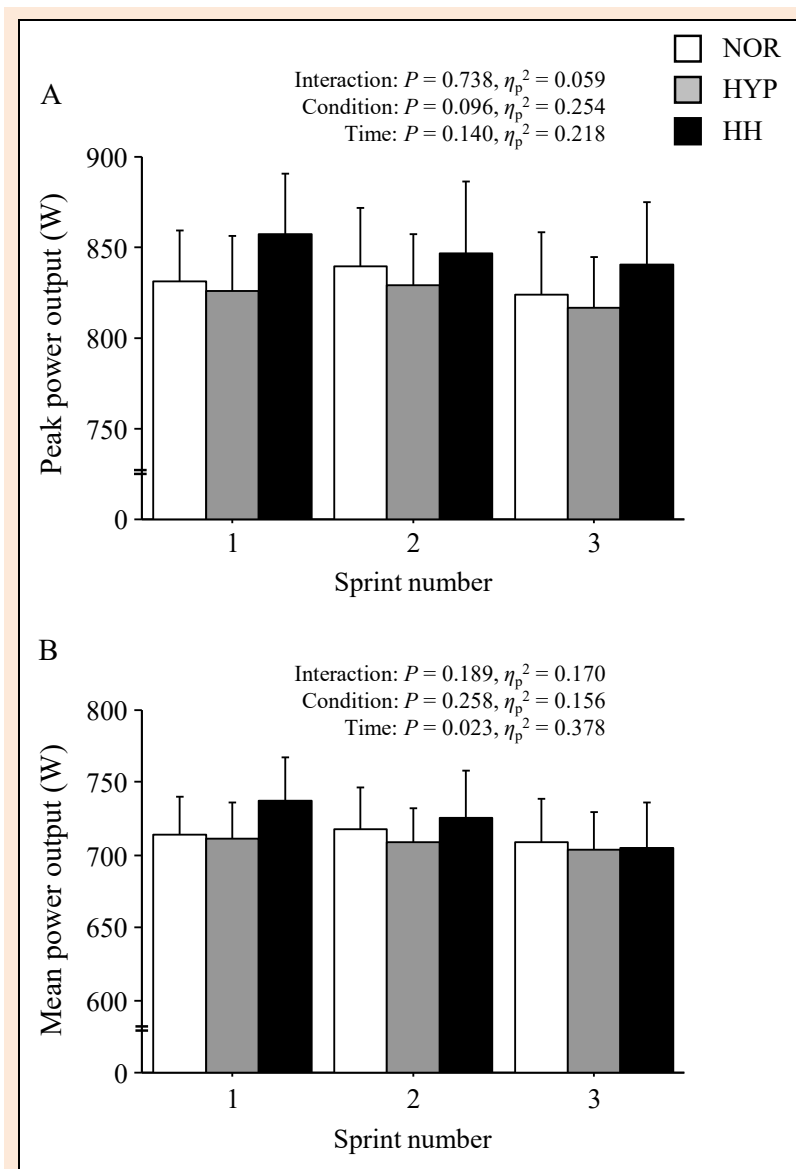 NOR
HYP
HH
A
Interaction: P = 0.738, ηp² = 0.059
Condition: P = 0.096, ηp² = 0.254
Time: P = 0.140, ηp² = 0.218
Peak power output (W)
900
850
800
750
0
1 2 3
Sprint number
B
Interaction: P = 0.189, ηp² = 0.170
Condition: P = 0.258, ηp² = 0.156
Time: P = 0.023, ηp² = 0.378
Mean power output (W)
800
750
700
650
600
0
1 2 3
Sprint number